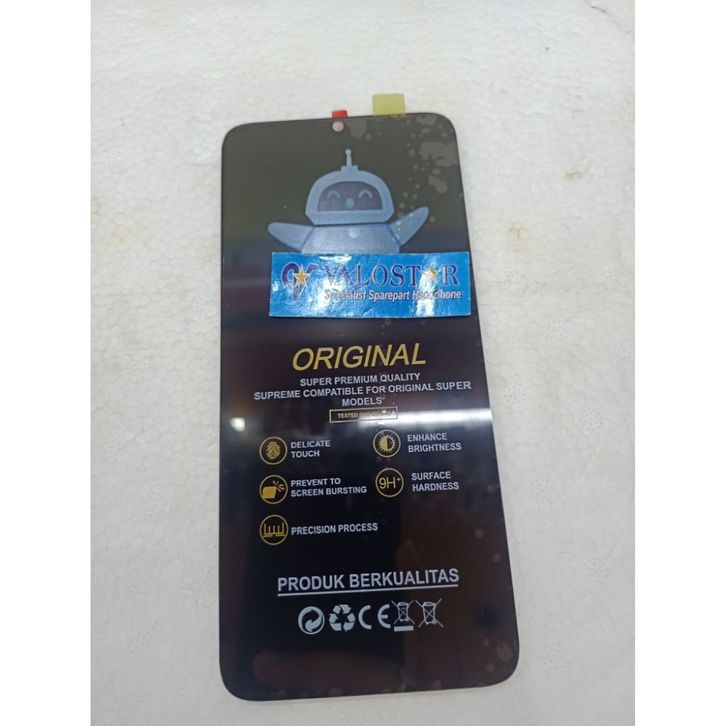 VALOSTAR
Specialist Sparepart Handphone
ORIGINAL
SUPER PREMIUM QUALITY
SUPREME COMPATIBLE FOR ORIGINAL SUPER
MODELS
TESTED
DELICATE
TOUCH
ENHANCE
BRIGHTNESS
PREVENT TO
SCREEN BURSTING
9H+
SURFACE
HARDNESS
PRECISION PROCESS
PRODUK BERKUALITAS
CE